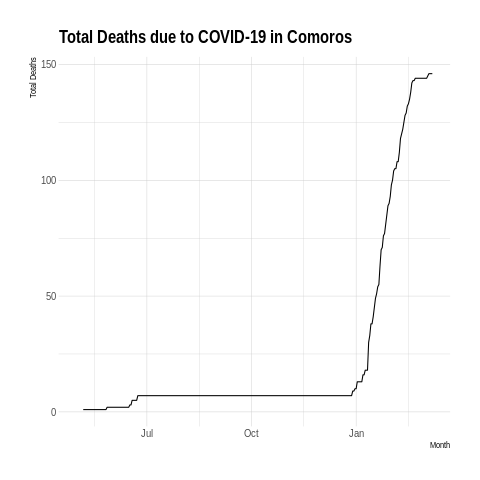 Total Deaths due to COVID-19 in Comoros
Total Deaths
150
100
50
0
Jul
Oct
Jan
Month